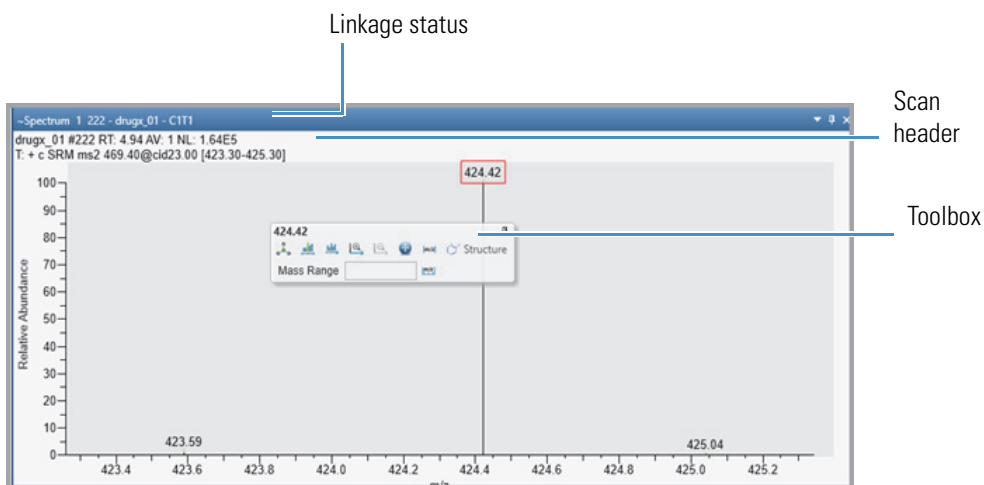 Linkage status
~Spectrum 1 222 - drugx_01 - C1T1
Scan
header
drugx_01 #222 RT: 4.94 AV: 1 NL: 1.64E5
T: + c SRM ms2 469.40@cid23.00 [423.30-425.30]
424.42
Toolbox
424.42
Structure
Mass Range
100
90
80
70
60
50
40
30
20
10
0
Relative Abundance
423.59
425.04
423.4 423.6 423.8 424.0 424.2 424.4 424.6 424.8 425.0 425.2